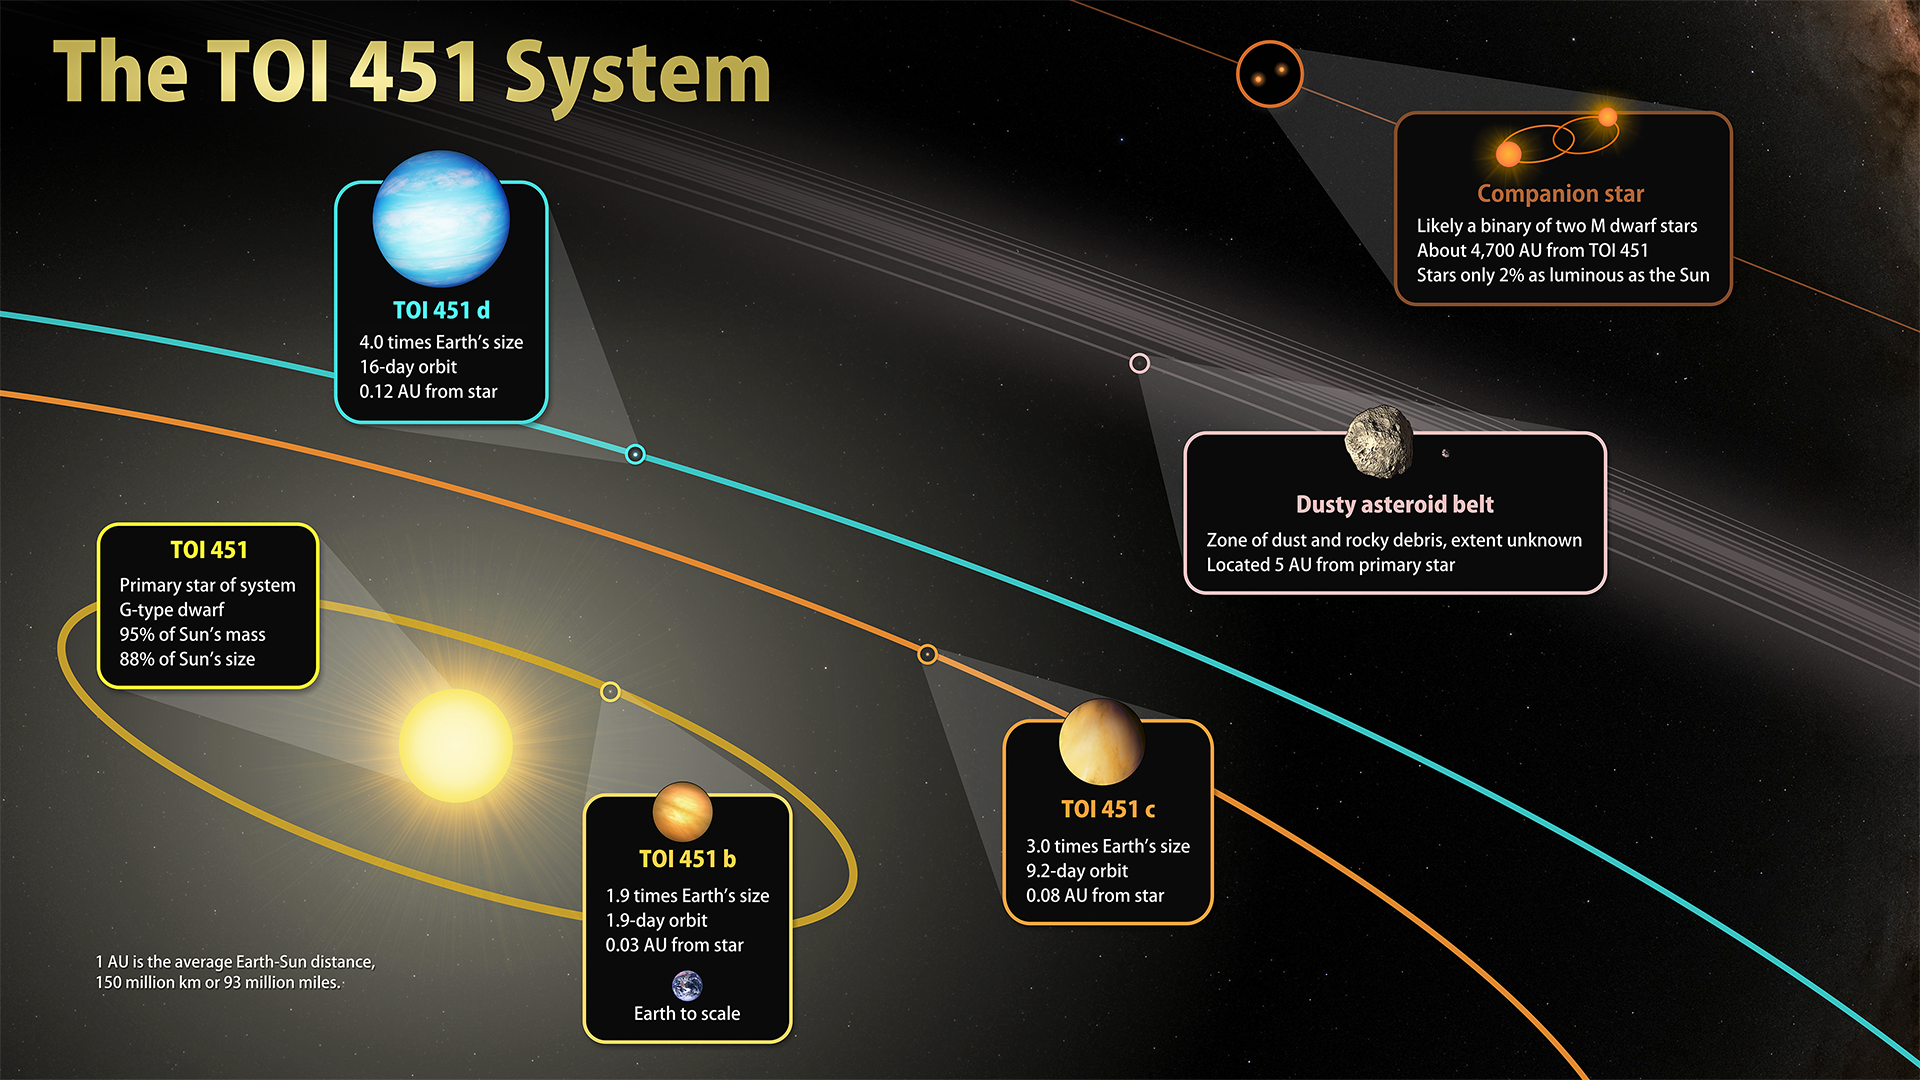 The TOI 451 System
Companion star
Likely a binary of two M dwarf stars
About 4,700 AU from TOI 451
Stars only 2% as luminous as the Sun
TOI 451 d
4.0 times Earth's size
16-day orbit
0.12 AU from star
Dusty asteroid belt
Zone of dust and rocky debris, extent unknown
Located 5 AU from primary star
TOI 451
Primary star of system
G-type dwarf
95% of Sun's mass
88% of Sun's size
TOI 451 c
3.0 times Earth's size
9.2-day orbit
0.08 AU from star
TOI 451 b
1.9 times Earth's size
1.9-day orbit
0.03 AU from star
Earth to scale
1 AU is the average Earth-Sun distance,
150 million km or 93 million miles.